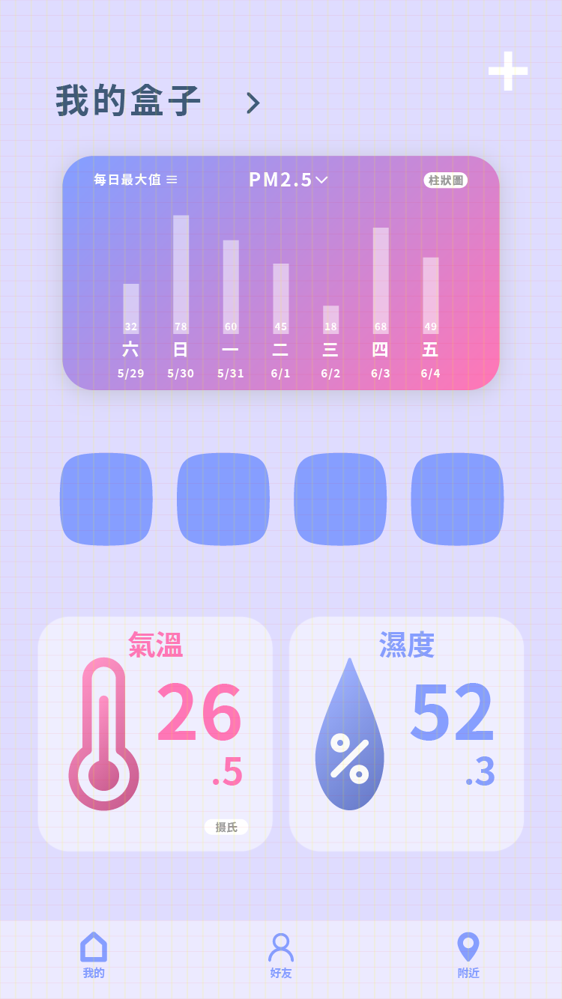 我的盒子
每日最大值 PM2.5 柱狀圖
32 78 60 45 18 68 49
六 日 一 二 三 四 五
5/29 5/30 5/31 6/1 6/2 6/3 6/4
氣溫
26
.5
摄氏
濕度
52
.3
我的 好友 附近